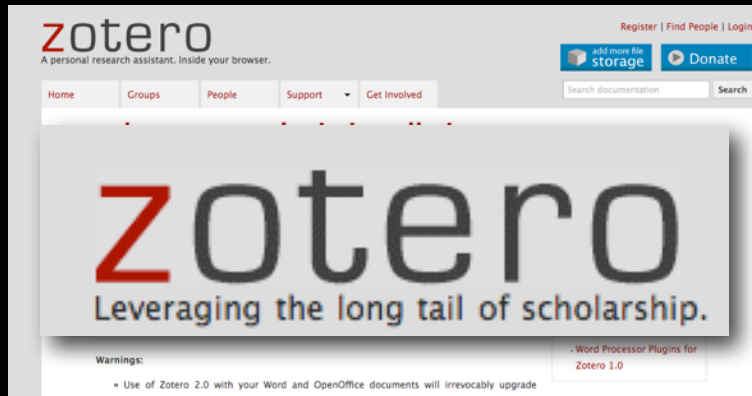 zotero
A personal research assistant. Inside your browser.
Register | Find People | Login
add more file
storage
Donate
Home Groups People Support Get Involved
Search documentation Search
zotero
Leveraging the long tail of scholarship.
- Word Processor Plugins for
Zotero 1.0
Warnings:
Use of Zotero 2.0 with your Word and OpenOffice documents will irrevocably upgrade